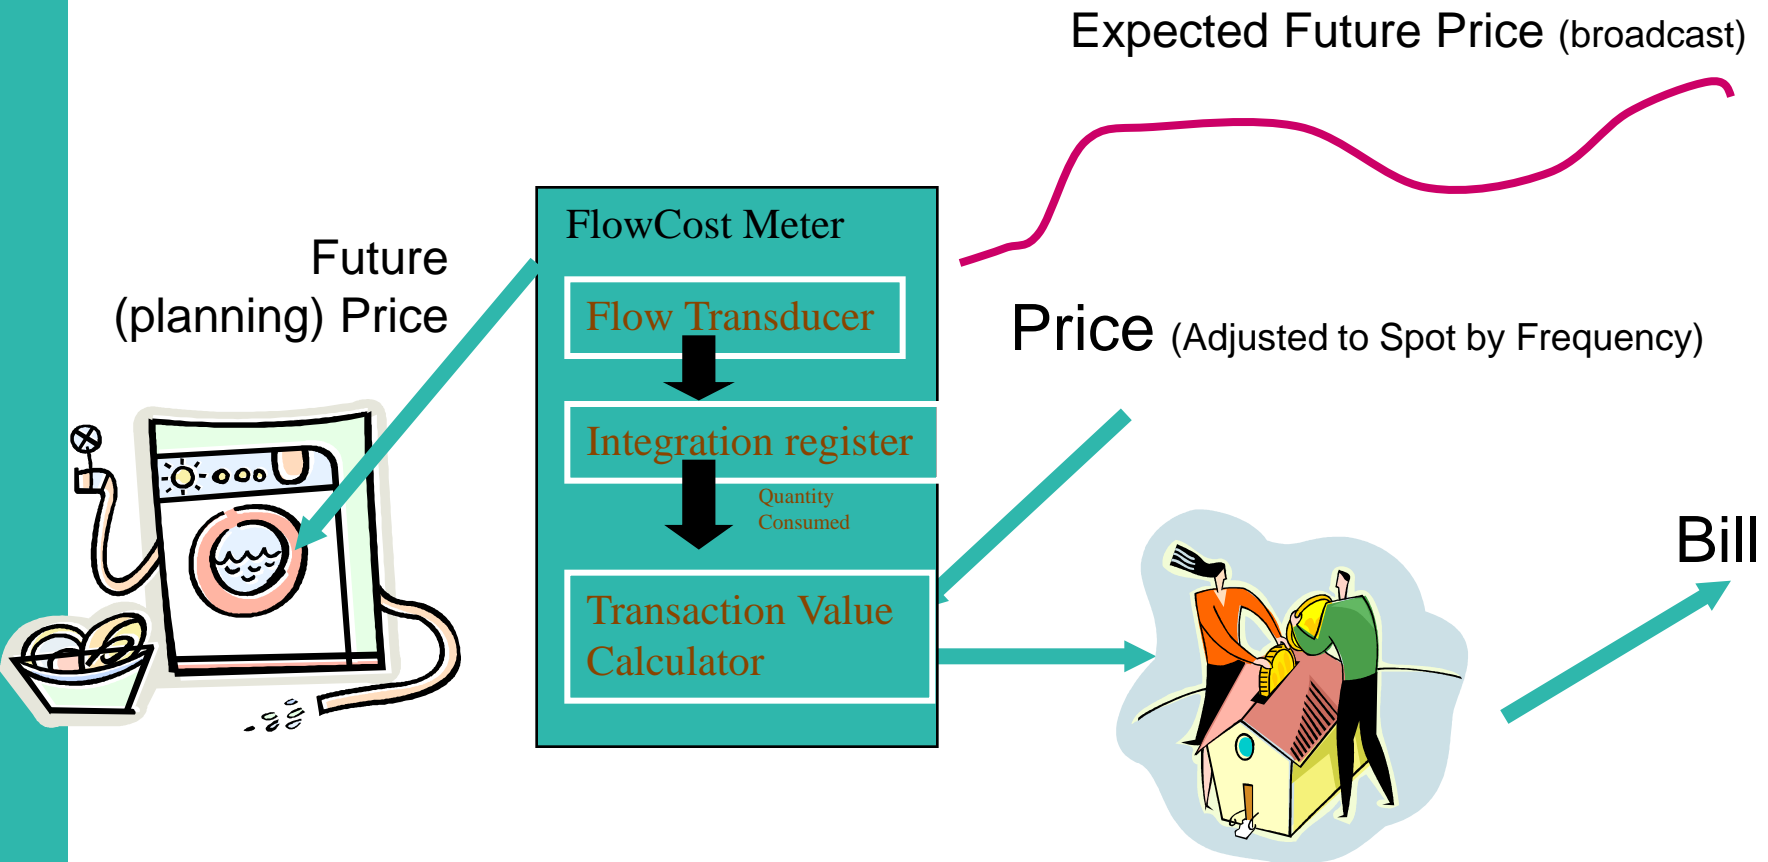 Expected Future Price (broadcast)
FlowCost Meter
Future
(planning) Price
Flow Transducer
Price (Adjusted to Spot by Frequency)
Integration register
Quantity
Consumed
Bill
Transaction Value
Calculator